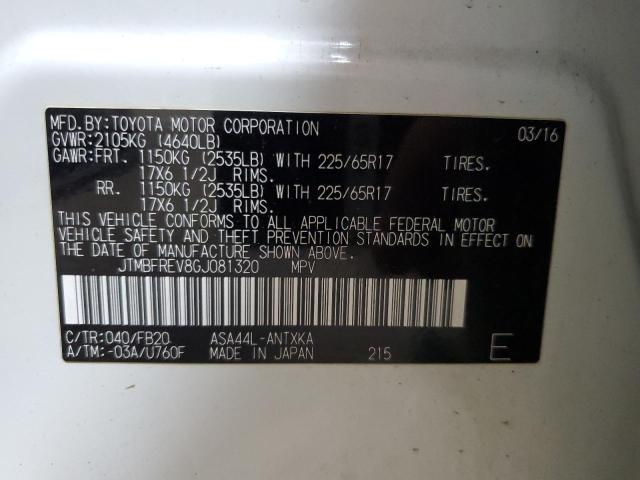 MFD.BY:TOYOTA MOTOR CORPORATION 03/16
GVWR:2105KG (4640LB)
GAWR:FRT. 1150KG (2535LB) WITH 225/65R17 TIRES.
17X6 1/2J RIMS.
RR. 1150KG (2535LB) WITH 225/65R17 TIRES.
17X6 1/2J RIMS.
THIS VEHICLE CONFORMS TO ALL APPLICABLE FEDERAL MOTOR
VEHICLE SAFETY AND THEFT PREVENTION STANDARDS IN EFFECT ON
THE DATE OF MANUFACTURE SHOWN ABOVE.
JTMBFREV8GJ081320 MPV
C/TR:040/FB20 ASA44L-ANTXKA
A/TM:-03A/U760F MADE IN JAPAN 215 E